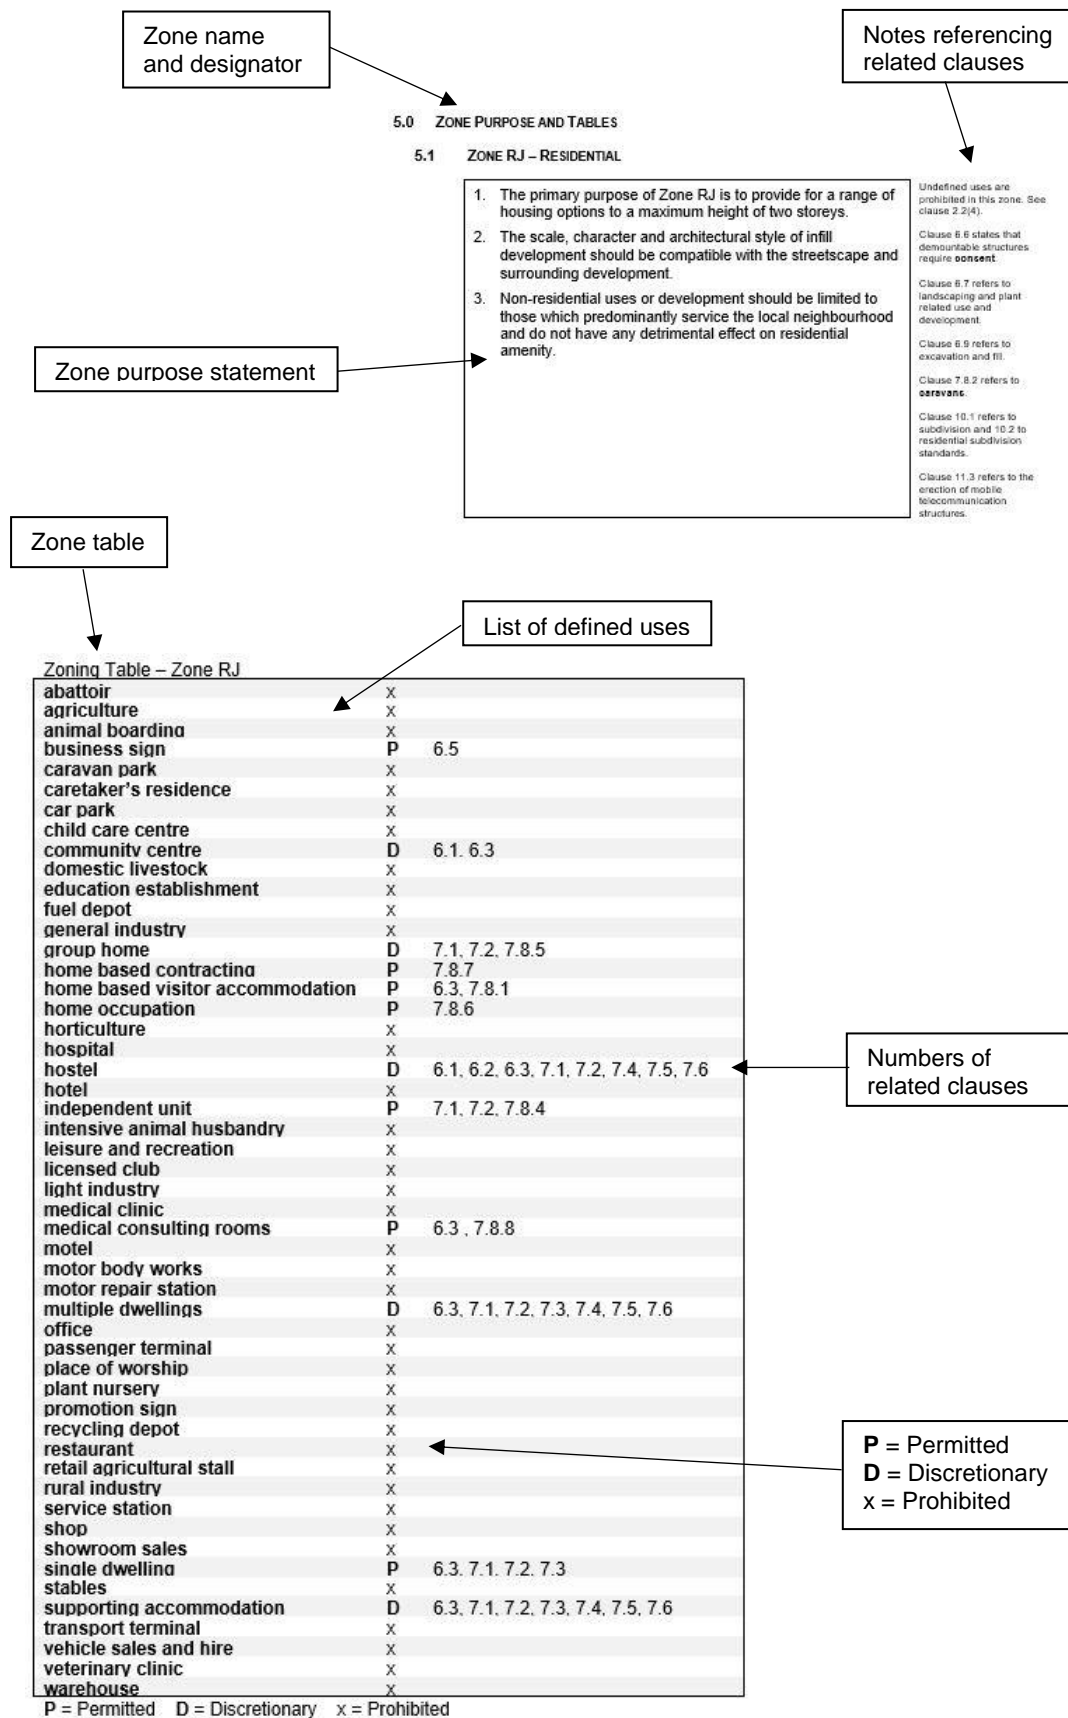 Zone name
and designator
Notes referencing
related clauses
5.0 ZONE PURPOSE AND TABLES
5.1 ZONE RJ – RESIDENTIAL
1. The primary purpose of Zone RJ is to provide for a range of
housing options to a maximum height of two storeys.
2. The scale, character and architectural style of infill
development should be compatible with the streetscape and
surrounding development.
3. Non-residential uses or development should be limited to
those which predominantly service the local neighbourhood
and do not have any detrimental effect on residential
amenity.
Undefined uses are
prohibited in this zone. See
clause 2.2(4).
Clause 6.6 states that
demountable structures
require consent.
Clause 6.7 refers to
landscaping and plant
related use and
development.
Clause 6.9 refers to
excavation and fill.
Clause 7.8.2 refers to
caravans.
Clause 10.1 refers to
subdivision and 10.2 to
residential subdivision
standards.
Clause 11.3 refers to the
erection of mobile
telecommunication
structures.
Zone purpose statement
Zone table
List of defined uses
Zoning Table – Zone RJ
abattoir x
agriculture x
animal boarding x
business sign P 6.5
caravan park x
caretaker's residence x
car park x
child care centre x
community centre D 6.1. 6.3
domestic livestock x
education establishment x
fuel depot x
general industry x
group home D 7.1, 7.2, 7.8.5
home based contracting P 7.8.7
home based visitor accommodation P 6.3, 7.8.1
home occupation P 7.8.6
horticulture x
hospital x
hostel D 6.1, 6.2, 6.3, 7.1, 7.2, 7.4, 7.5, 7.6
hotel x
independent unit P 7.1, 7.2, 7.8.4
intensive animal husbandry x
leisure and recreation x
licensed club x
light industry x
medical clinic x
medical consulting rooms P 6.3 , 7.8.8
motel x
motor body works x
motor repair station x
multiple dwellings D 6.3, 7.1, 7.2, 7.3, 7.4, 7.5, 7.6
office x
passenger terminal x
place of worship x
plant nursery x
promotion sign x
recycling depot x
restaurant x
retail agricultural stall x
rural industry x
service station x
shop x
showroom sales x
single dwelling P 6.3. 7.1. 7.2, 7.3
stables x
supporting accommodation D 6.3, 7.1, 7.2, 7.3, 7.4, 7.5, 7.6
transport terminal x
vehicle sales and hire x
veterinary clinic x
warehouse x
P = Permitted D = Discretionary x = Prohibited
Numbers of
related clauses
P = Permitted
D = Discretionary
x = Prohibited